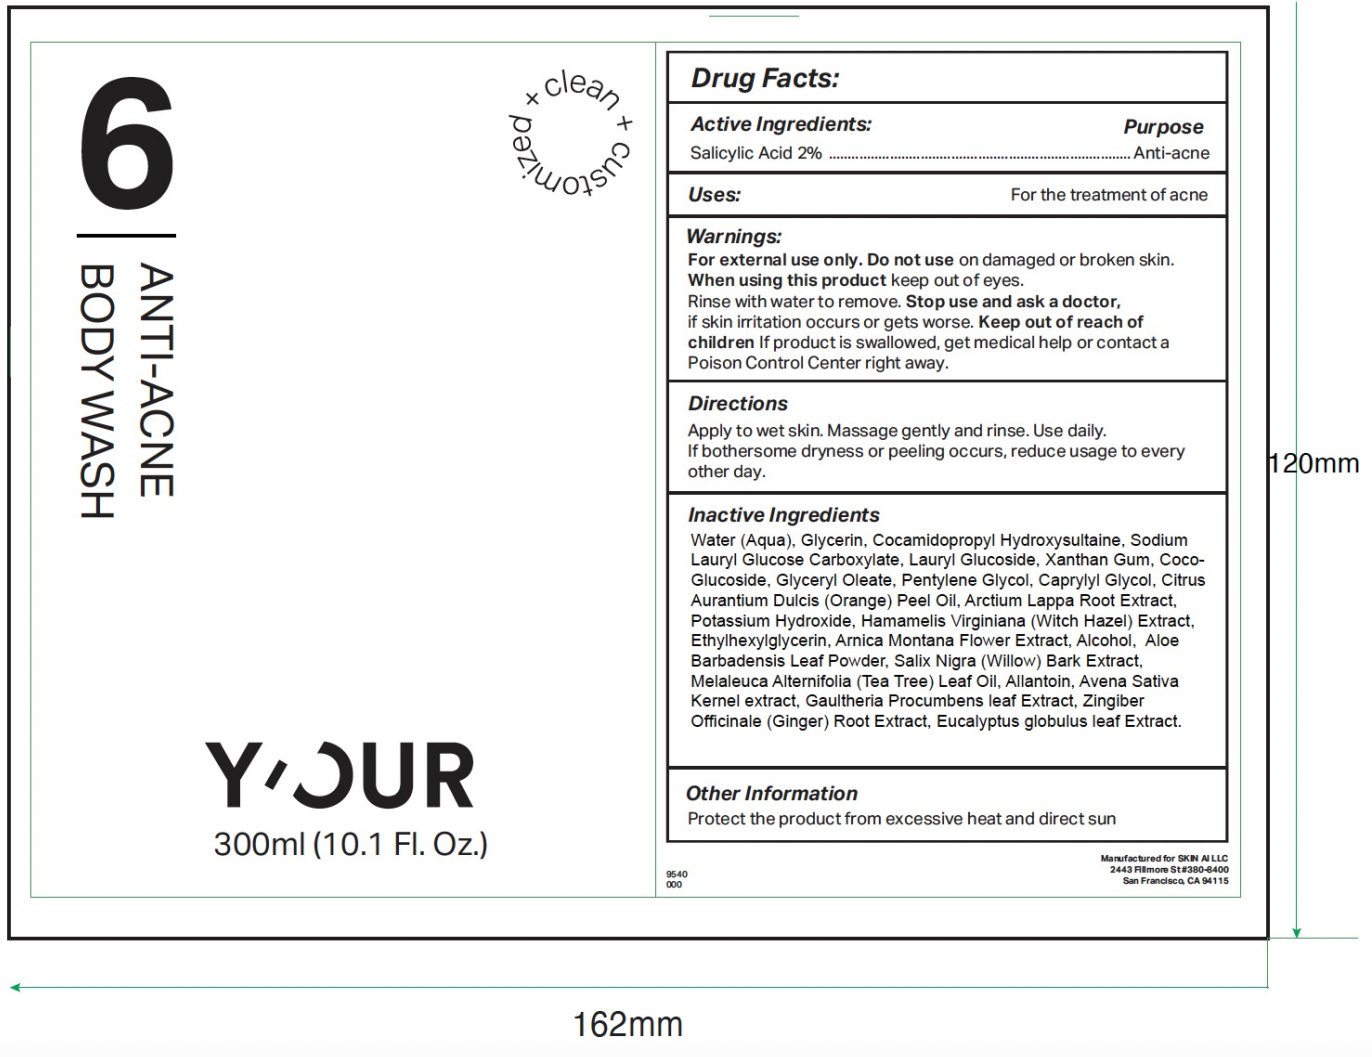 6
ANTI-ACNE
BODY WASH
+ clean + customized
Y/OUR
300ml (10.1 Fl. Oz.)
Drug Facts:
Active Ingredients: Purpose
Salicylic Acid 2% .................................................................................. Anti-acne
Uses: For the treatment of acne
Warnings:
For external use only. Do not use on damaged or broken skin.
When using this product keep out of eyes.
Rinse with water to remove. Stop use and ask a doctor,
if skin irritation occurs or gets worse. Keep out of reach of
children If product is swallowed, get medical help or contact a
Poison Control Center right away.
Directions
Apply to wet skin. Massage gently and rinse. Use daily.
If bothersome dryness or peeling occurs, reduce usage to every
other day.
Inactive Ingredients
Water (Aqua), Glycerin, Cocamidopropyl Hydroxysultaine, Sodium
Lauryl Glucose Carboxylate, Lauryl Glucoside, Xanthan Gum, Coco-
Glucoside, Glyceryl Oleate, Pentylene Glycol, Caprylyl Glycol, Citrus
Aurantium Dulcis (Orange) Peel Oil, Arctium Lappa Root Extract,
Potassium Hydroxide, Hamamelis Virginiana (Witch Hazel) Extract,
Ethylhexylglycerin, Arnica Montana Flower Extract, Alcohol, Aloe
Barbadensis Leaf Powder, Salix Nigra (Willow) Bark Extract,
Melaleuca Alternifolia (Tea Tree) Leaf Oil, Allantoin, Avena Sativa
Kernel extract, Gaultheria Procumbens leaf Extract, Zingiber
Officinale (Ginger) Root Extract, Eucalyptus globulus leaf Extract.
Other Information
Protect the product from excessive heat and direct sun
9540
000
Manufactured for SKIN AI LLC
2443 Fillmore St #380-8400
San Francisco, CA 94115
120mm
162mm